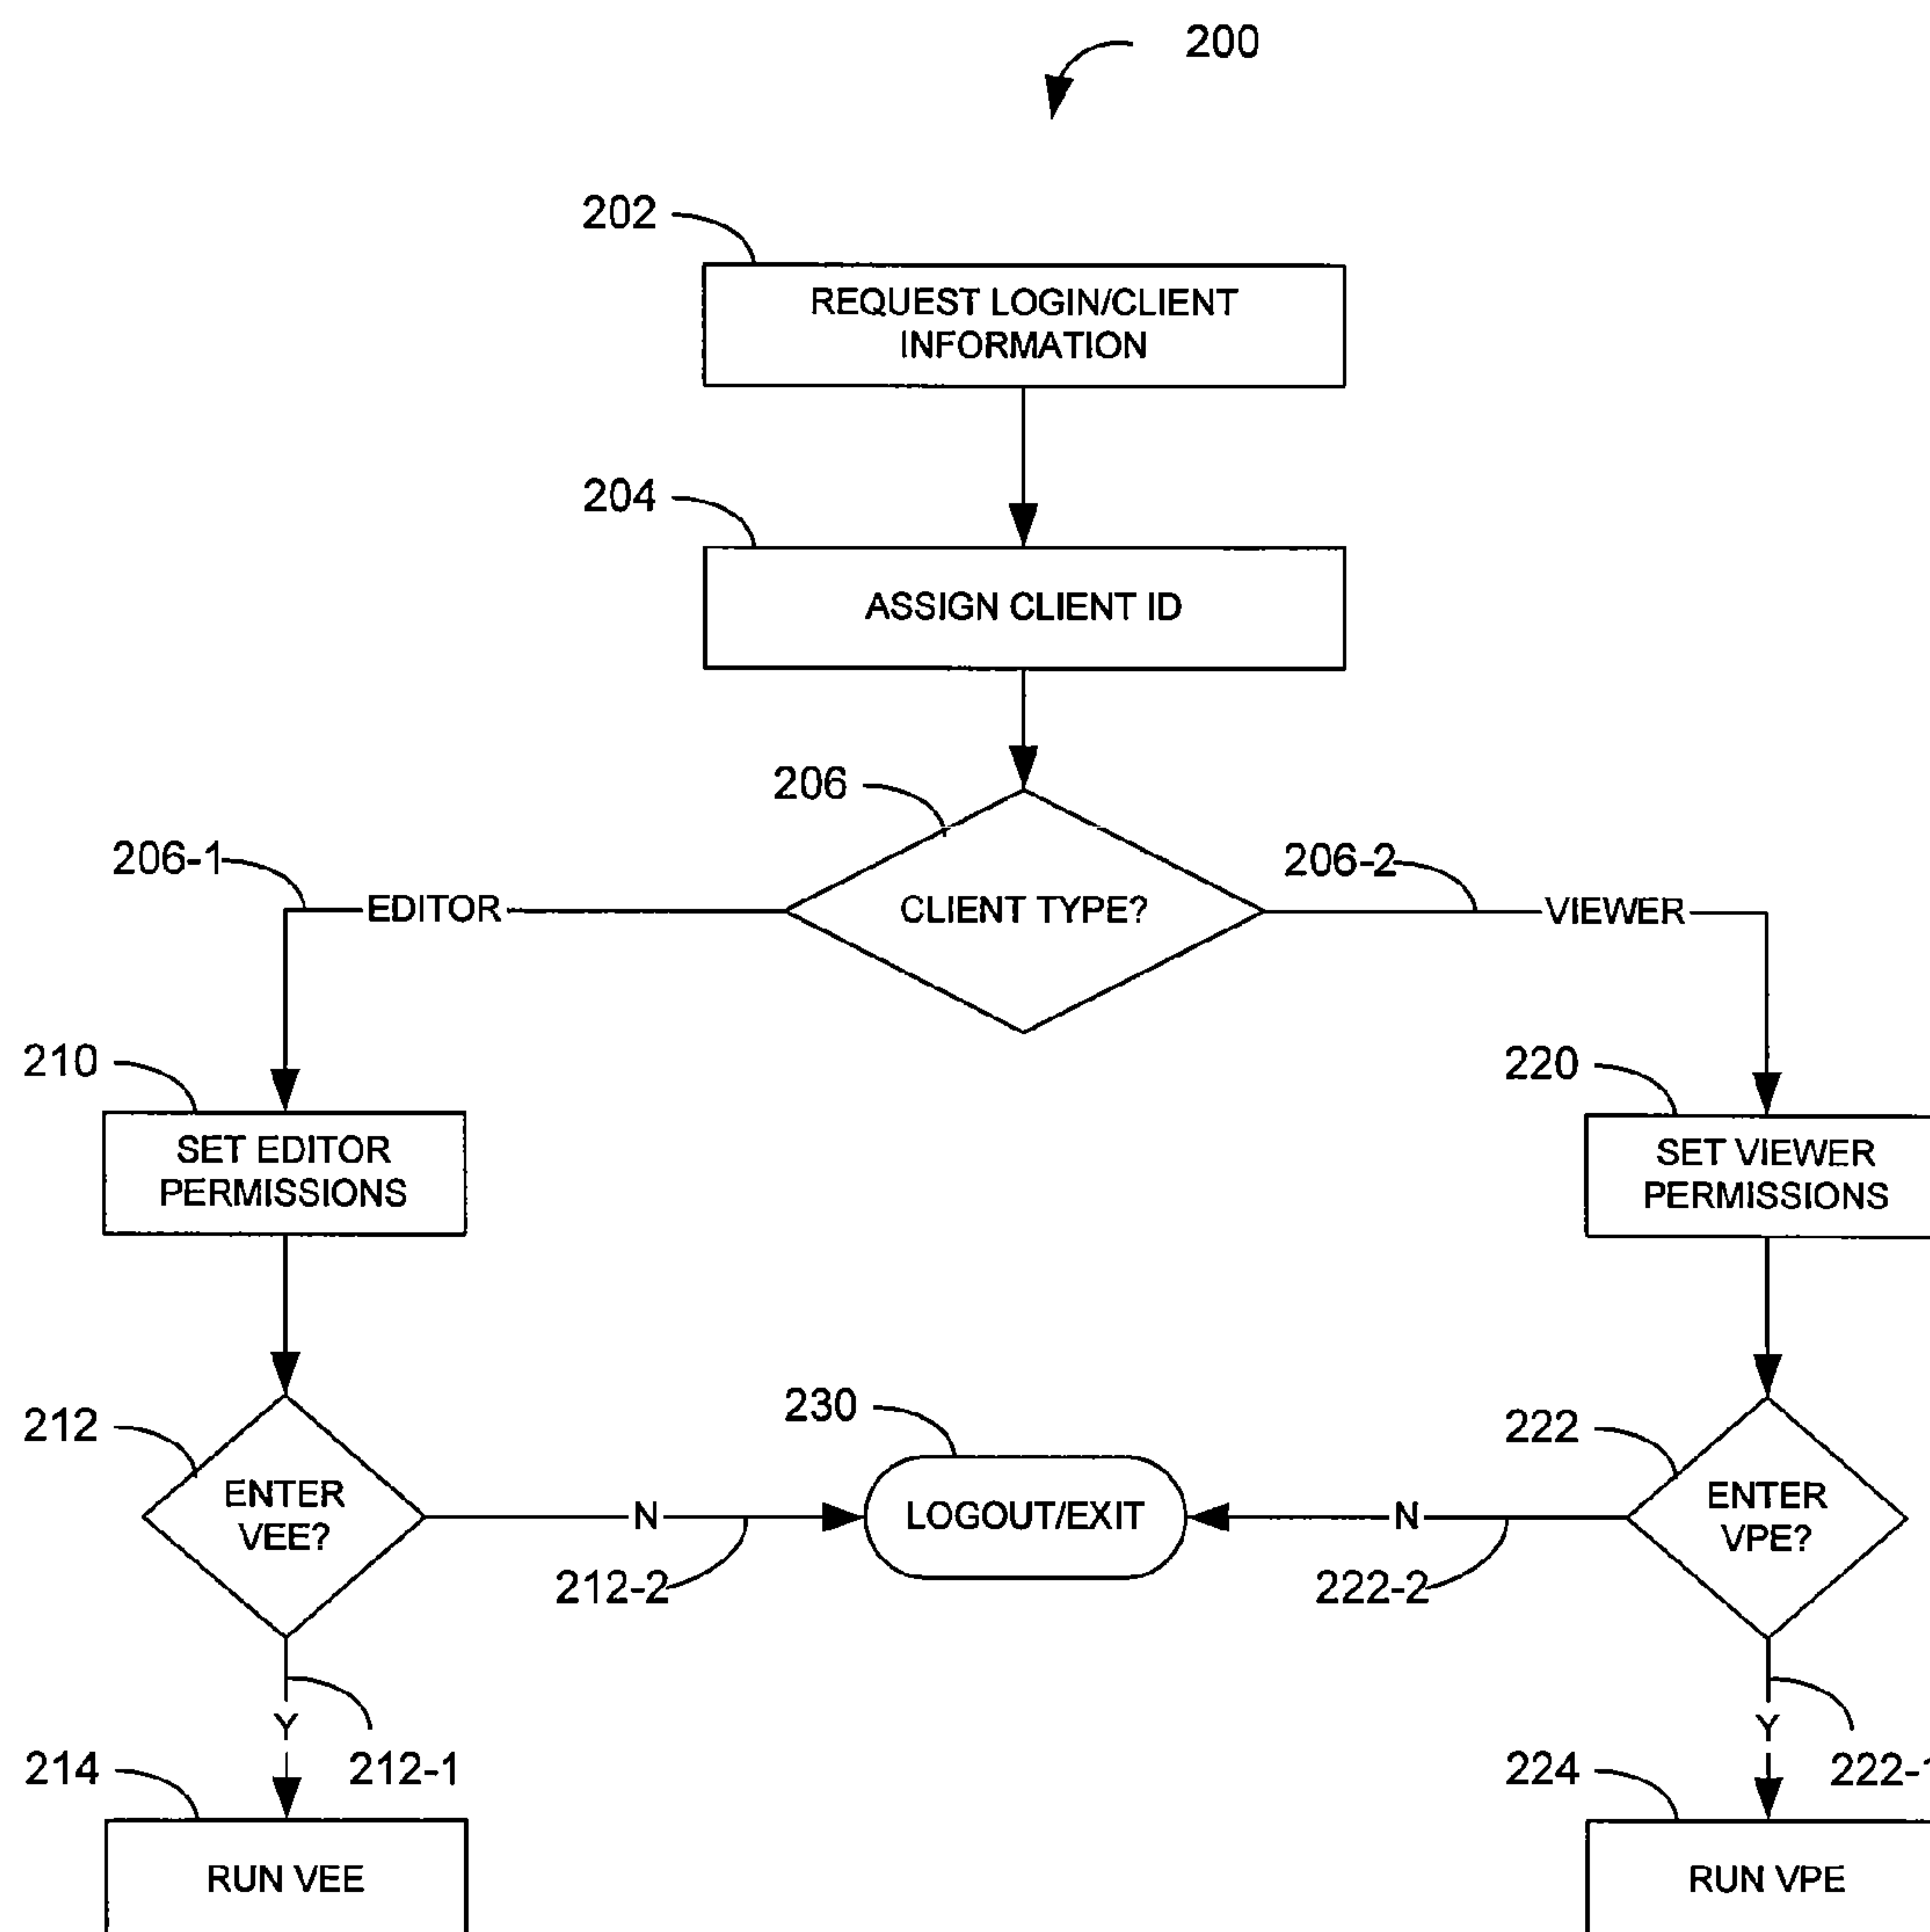 200
202
REQUEST LOGIN/CLIENT
INFORMATION
204
ASSIGN CLIENT ID
206
206-1
206-2
EDITOR
CLIENT TYPE?
VIEWER
210
220
SET EDITOR
PERMISSIONS
SET VIEWER
PERMISSIONS
212
230
222
ENTER
VEE?
N
LOGOUT/EXIT
N
ENTER
VPE?
212-2
222-2
Y
Y
214
212-1
224
222-1
RUN VEE
RUN VPE